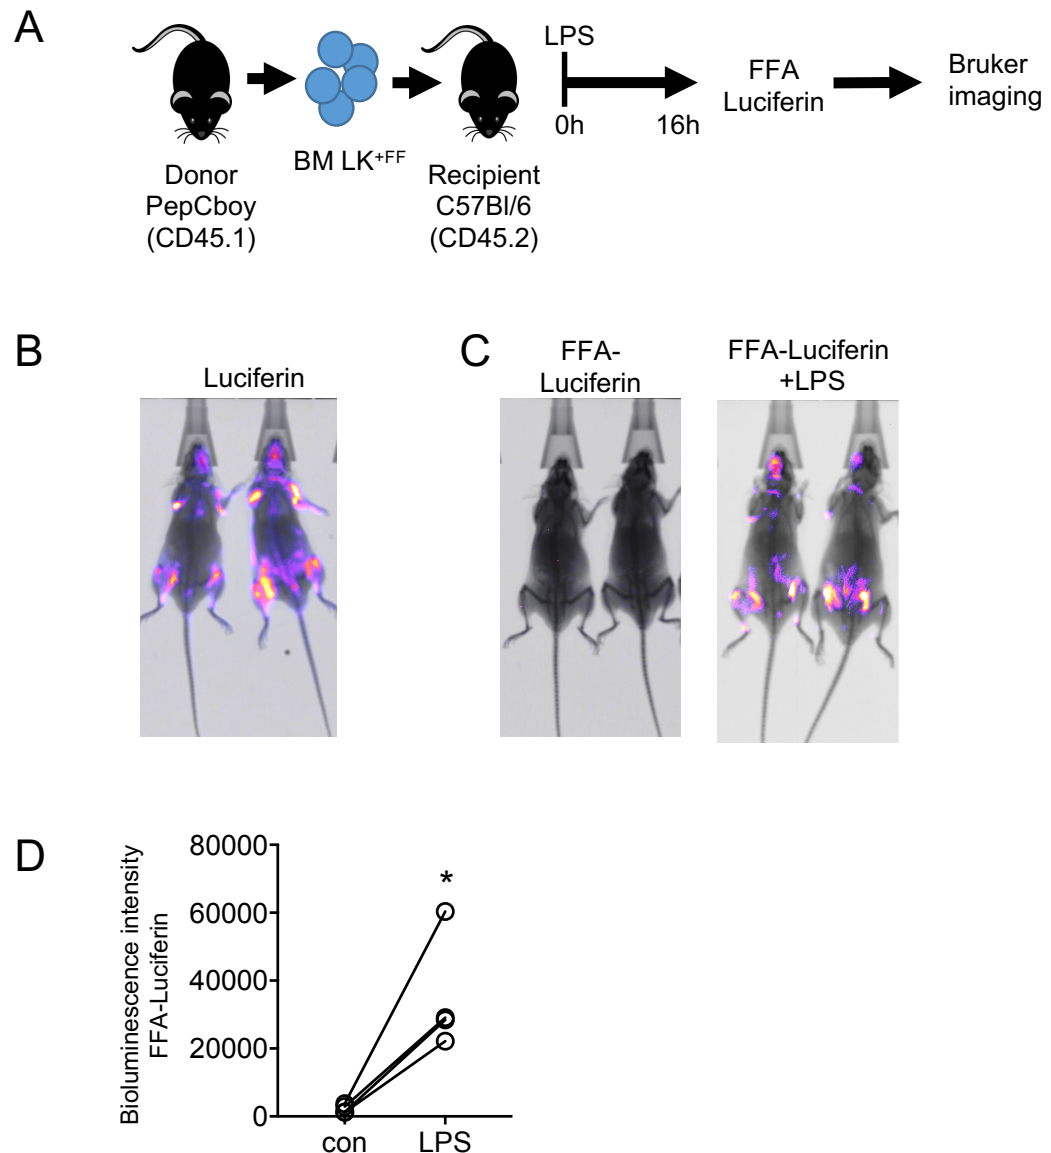 A
LPS
0h
16h
FFA
Luciferin
Bruker
imaging
BM LK+FF
Donor
PepCboy
(CD45.1)
Recipient
C57Bl/6
(CD45.2)
B
Luciferin
C
FFA-
Luciferin
FFA-Luciferin
+LPS
D
Bioluminescence intensity
FFA-Luciferin
80000
60000
40000
20000
0
*
con
LPS